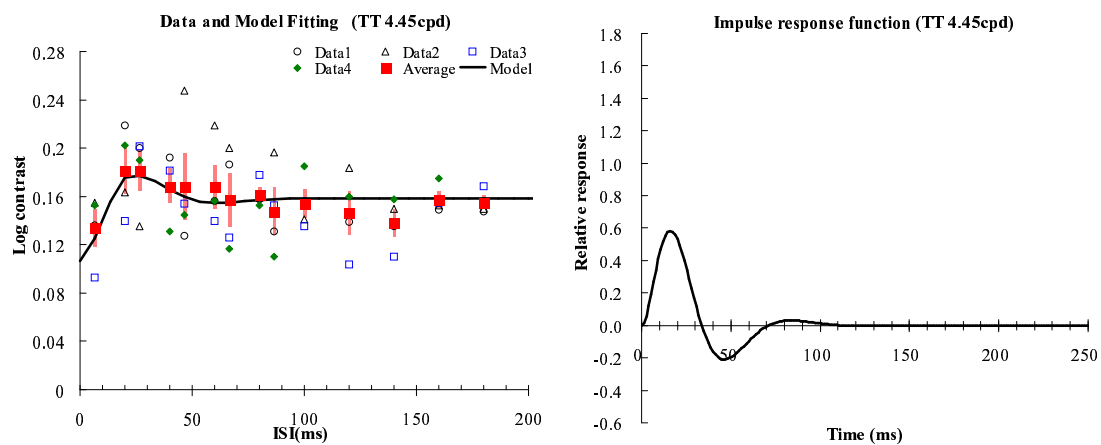 Data and Model Fitting (TT 4.45cpd)
Data1 Data2 Data3
Data4 Average Model
Log contrast
0.28
0.24
0.20
0.16
0.12
0.08
0.04
0
0 50 100 150 200
ISI(ms)
Impulse response function (TT 4.45cpd)
Relative response
1.8
1.6
1.4
1.2
1.0
0.8
0.6
0.4
0.2
0.0
-0.2
-0.4
-0.6
0 50 100 150 200 250
Time (ms)